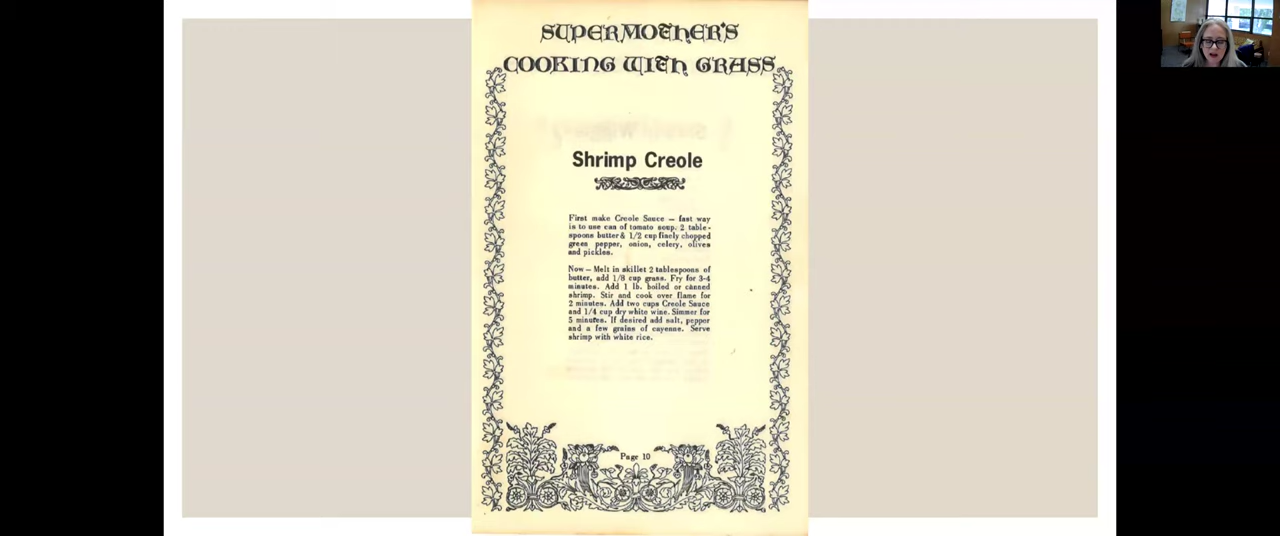 SUPERMOTHER'S
COOKING WITH GRASS
Shrimp Creole
First make Creole Sauce — fast way
is to use can of tomato soup. 2 table-
spoons butter & 1/2 cup finely chopped
green pepper, onion, celery, olives
and pickles.
Now — Melt in skillet 2 tablespoons of
butter, add 1/8 cup grass. Fry for 3-4
minutes. Add 1 lb. boiled or canned
shrimp. Stir and cook over flame for
2 minutes. Add two cups Creole Sauce
and 1/4 cup dry white wine. Simmer for
5 minutes. If desired add salt, pepper
and a few grains of cayenne. Serve
shrimp with white rice.
Page 10